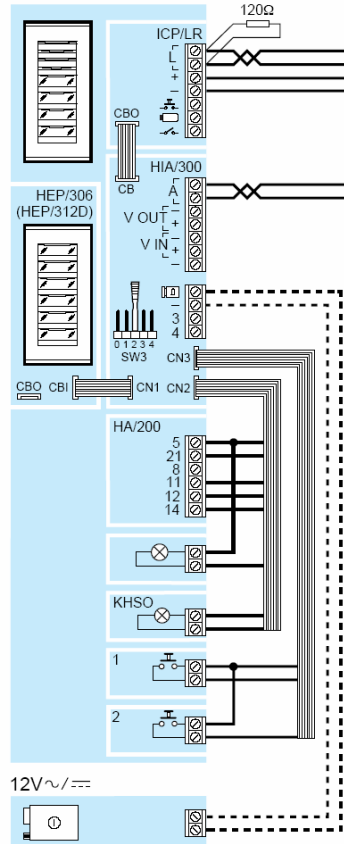 120Ω
ICP/LR
L
+
−
CBO
CB
HIA/300
A
V OUT
+
−
V IN
+
−
HEP/306
(HEP/312D)
−
3
4
0 1 2 3 4
SW3
CN3
CBO CBI CN1 CN2
HA/200
5
21
8
11
12
14
KHSO
1
2
12V~/⎓